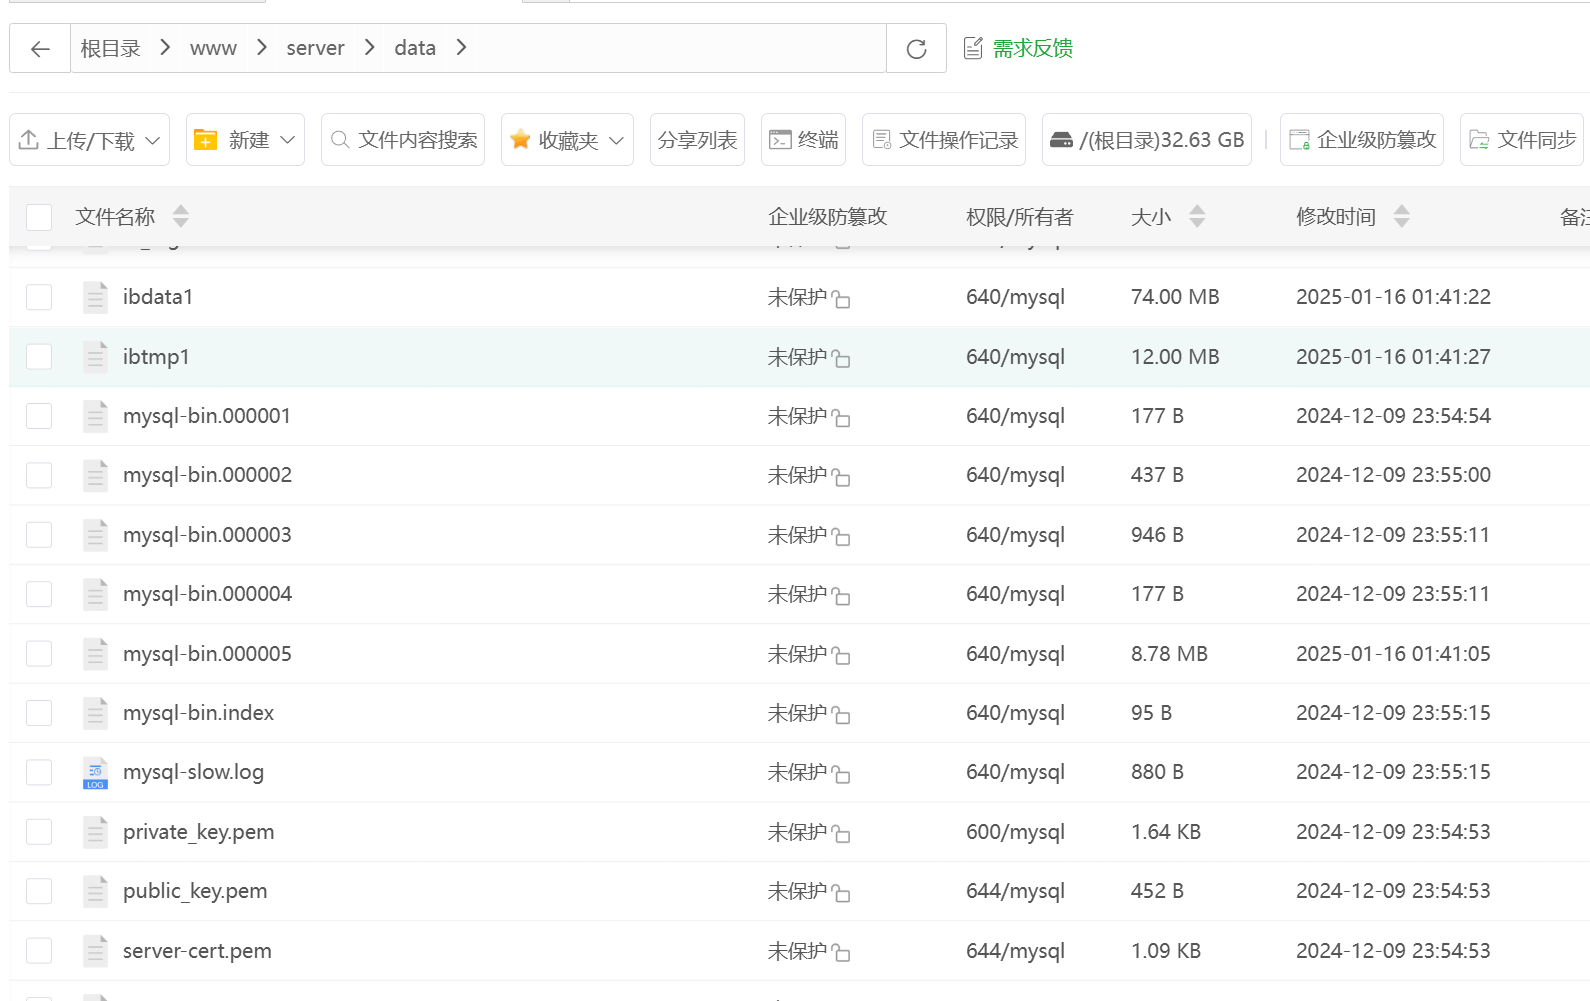 根目录 www server data 需求反馈
上传/下载 新建 文件内容搜索 收藏夹 分享列表 终端 文件操作记录 /(根目录)32.63 GB 企业级防篡改 文件同步
文件名称 企业级防篡改 权限/所有者 大小 修改时间 备注
ibdata1 未保护 640/mysql 74.00 MB 2025-01-16 01:41:22
ibtmp1 未保护 640/mysql 12.00 MB 2025-01-16 01:41:27
mysql-bin.000001 未保护 640/mysql 177 B 2024-12-09 23:54:54
mysql-bin.000002 未保护 640/mysql 437 B 2024-12-09 23:55:00
mysql-bin.000003 未保护 640/mysql 946 B 2024-12-09 23:55:11
mysql-bin.000004 未保护 640/mysql 177 B 2024-12-09 23:55:11
mysql-bin.000005 未保护 640/mysql 8.78 MB 2025-01-16 01:41:05
mysql-bin.index 未保护 640/mysql 95 B 2024-12-09 23:55:15
LOG mysql-slow.log 未保护 640/mysql 880 B 2024-12-09 23:55:15
private_key.pem 未保护 600/mysql 1.64 KB 2024-12-09 23:54:53
public_key.pem 未保护 644/mysql 452 B 2024-12-09 23:54:53
server-cert.pem 未保护 644/mysql 1.09 KB 2024-12-09 23:54:53